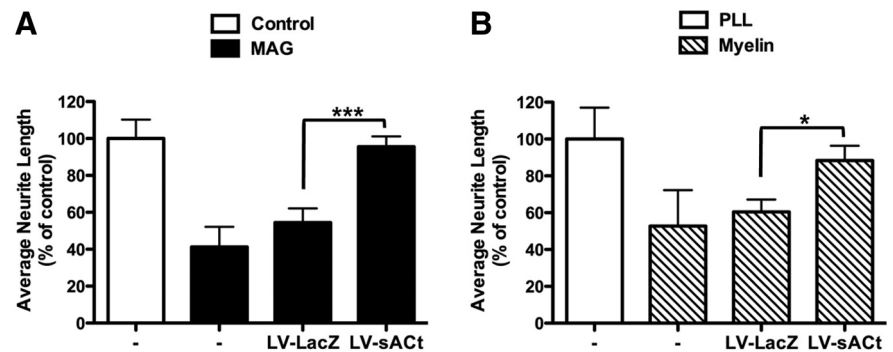 A
Control
MAG
Average Neurite Length
(% of control)
120
100
80
60
40
20
0
***
-
-
LV-LacZ
LV-sACt
B
PLL
Myelin
Average Neurite Length
(% of control)
120
100
80
60
40
20
0
*
-
-
LV-LacZ
LV-sACt